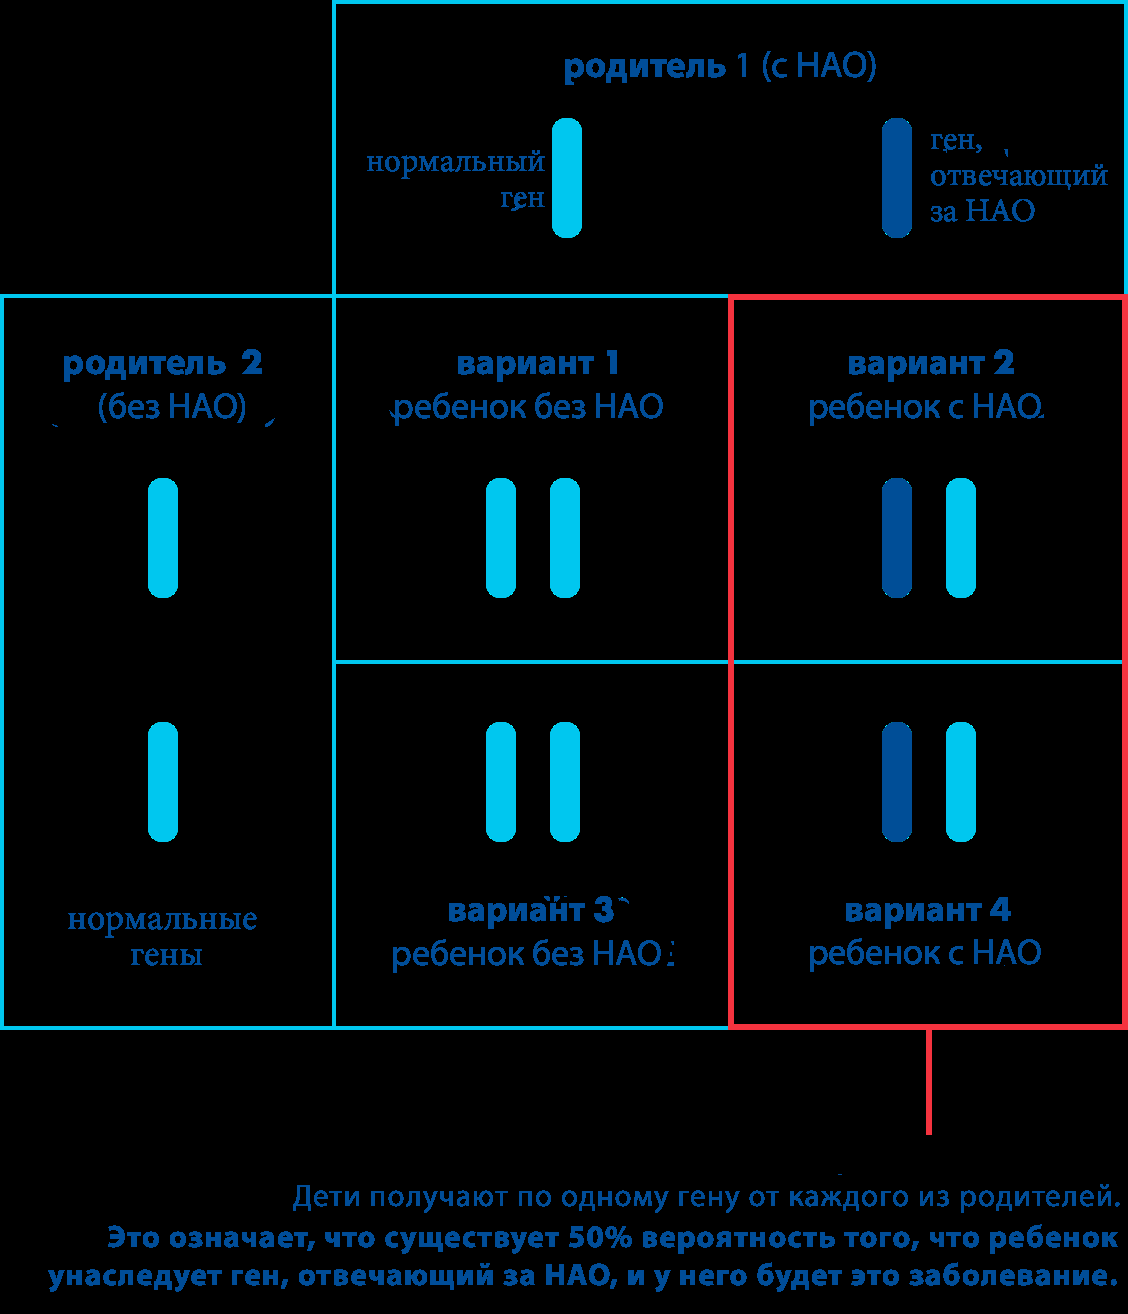 родитель 1 (с НАО)
нормальный
ген
ген,
отвечающий
за НАО
родитель 2
(без НАО)
вариант 1
ребенок без НАО
вариант 2
ребенок с НАО
нормальные
гены
вариант 3
ребенок без НАО
вариант 4
ребенок с НАО
Дети получают по одному гену от каждого из родителей.
Это означает, что существует 50% вероятность того, что ребенок
унаследует ген, отвечающий за НАО, и у него будет это заболевание.